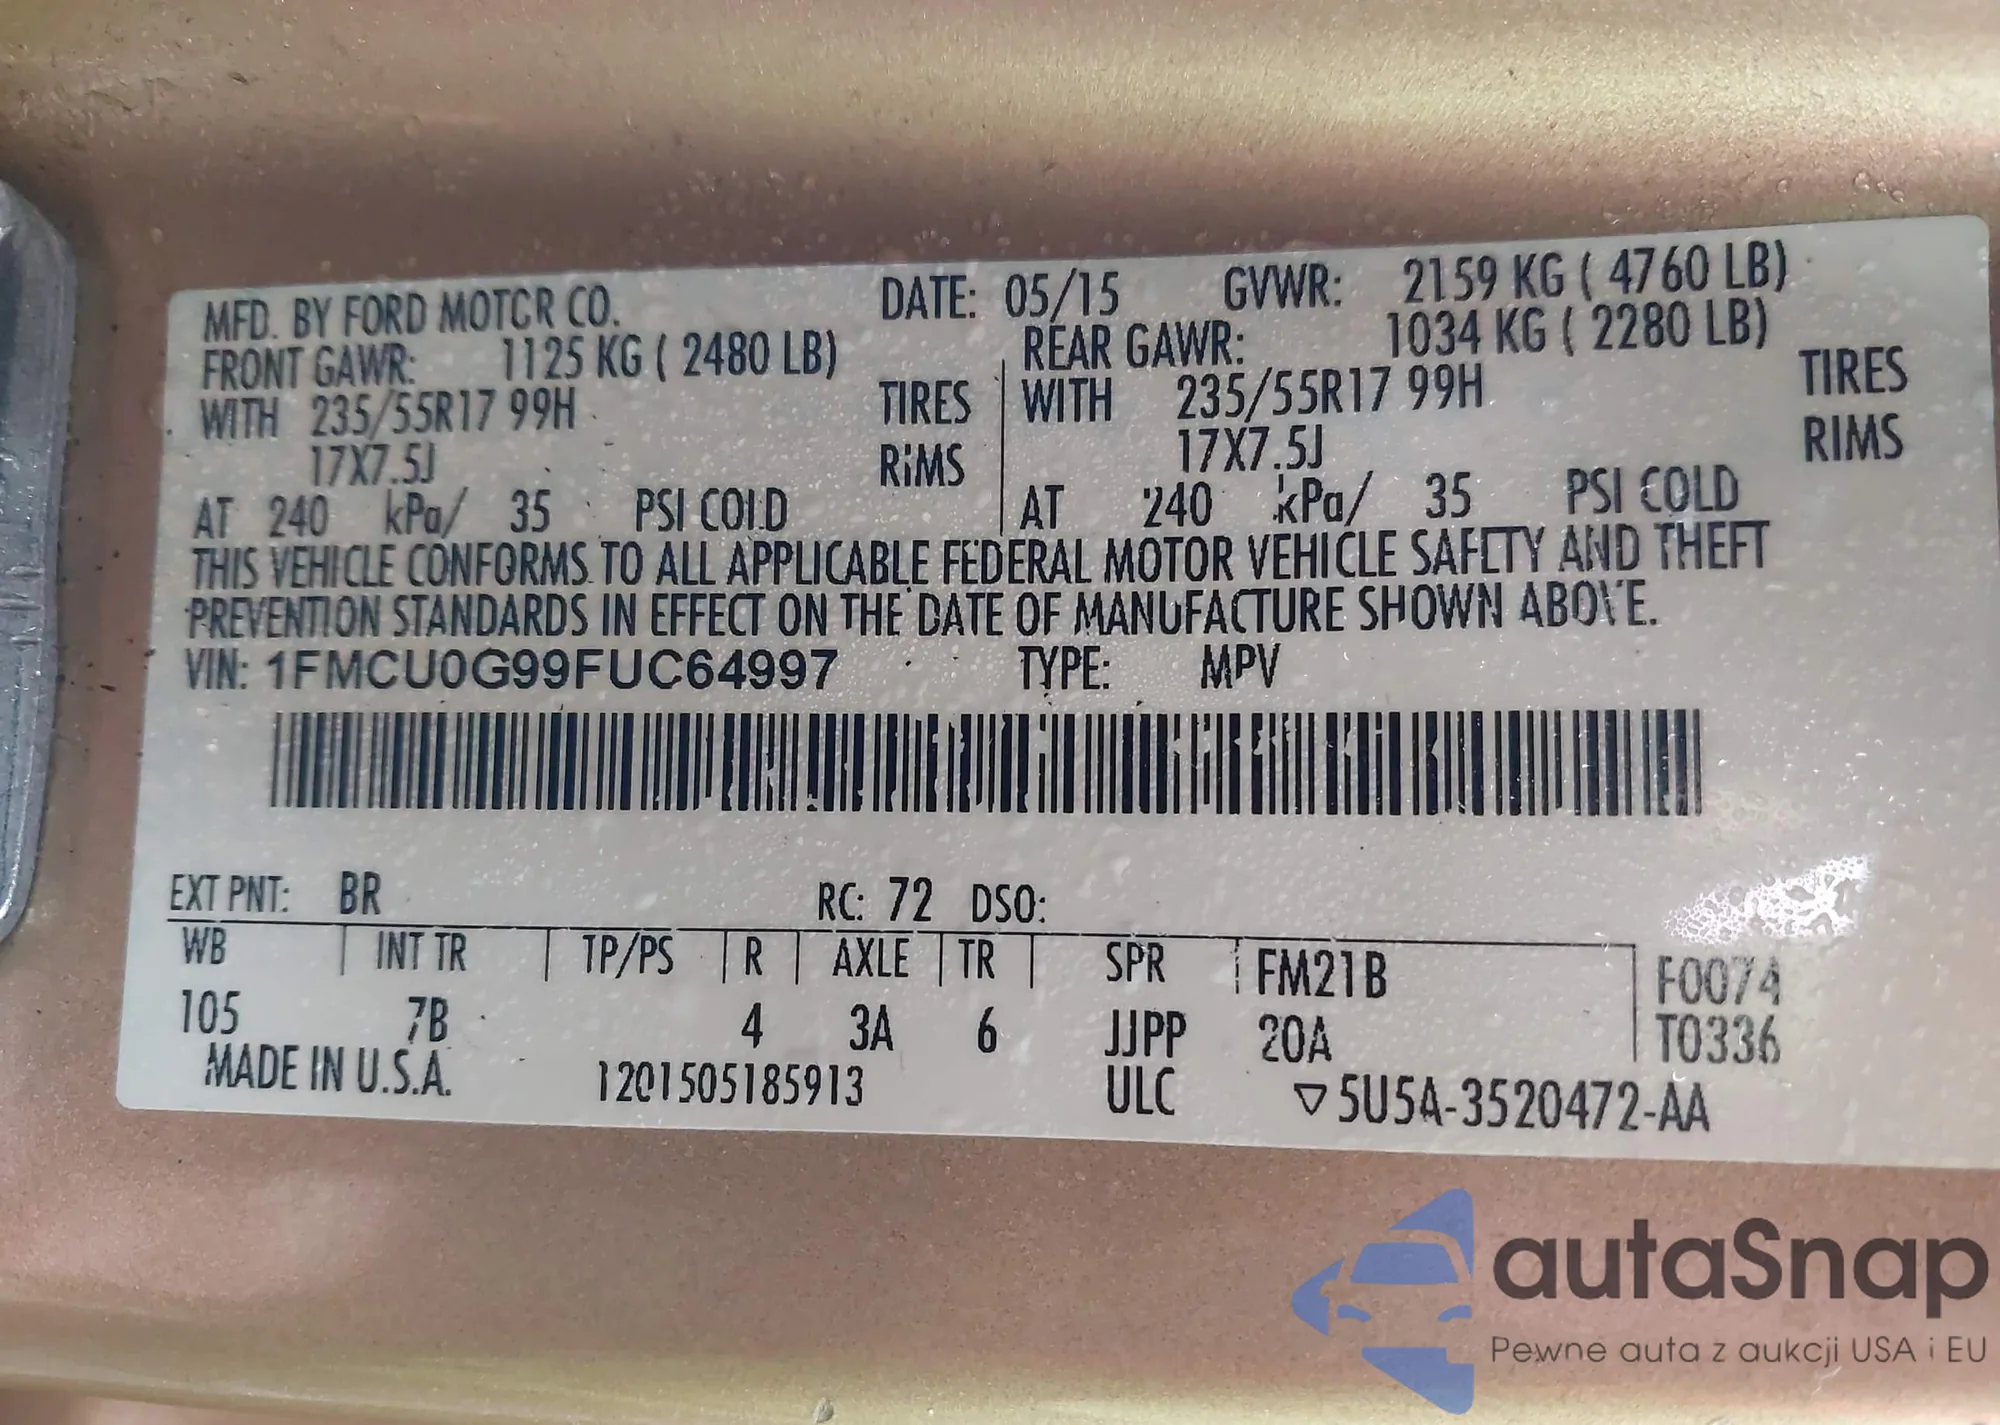 MFD. BY FORD MOTOR CO. DATE: 05/15 GVWR: 2159 KG ( 4760 LB)
FRONT GAWR: 1125 KG ( 2480 LB) REAR GAWR: 1034 KG ( 2280 LB)
WITH 235/55R17 99H TIRES WITH 235/55R17 99H TIRES
17X7.5J RIMS 17X7.5J RIMS
AT 240 kPa/ 35 PSI COLD AT 240 kPa/ 35 PSI COLD
THIS VEHICLE CONFORMS TO ALL APPLICABLE FEDERAL MOTOR VEHICLE SAFETY AND THEFT
PREVENTION STANDARDS IN EFFECT ON THE DATE OF MANUFACTURE SHOWN ABOVE.
VIN: 1FMCU0G99FUC64997 TYPE: MPV
EXT PNT: BR RC: 72 DSO:
WB INT TR TP/PS R AXLE TR SPR FM21B F0074
105 7B 4 3A 6 JJPP 20A T0336
MADE IN U.S.A. 1201505185913 ULC ▽5U5A-3520472-AA
autaSnap
Pewne auta z aukcji USA i EU